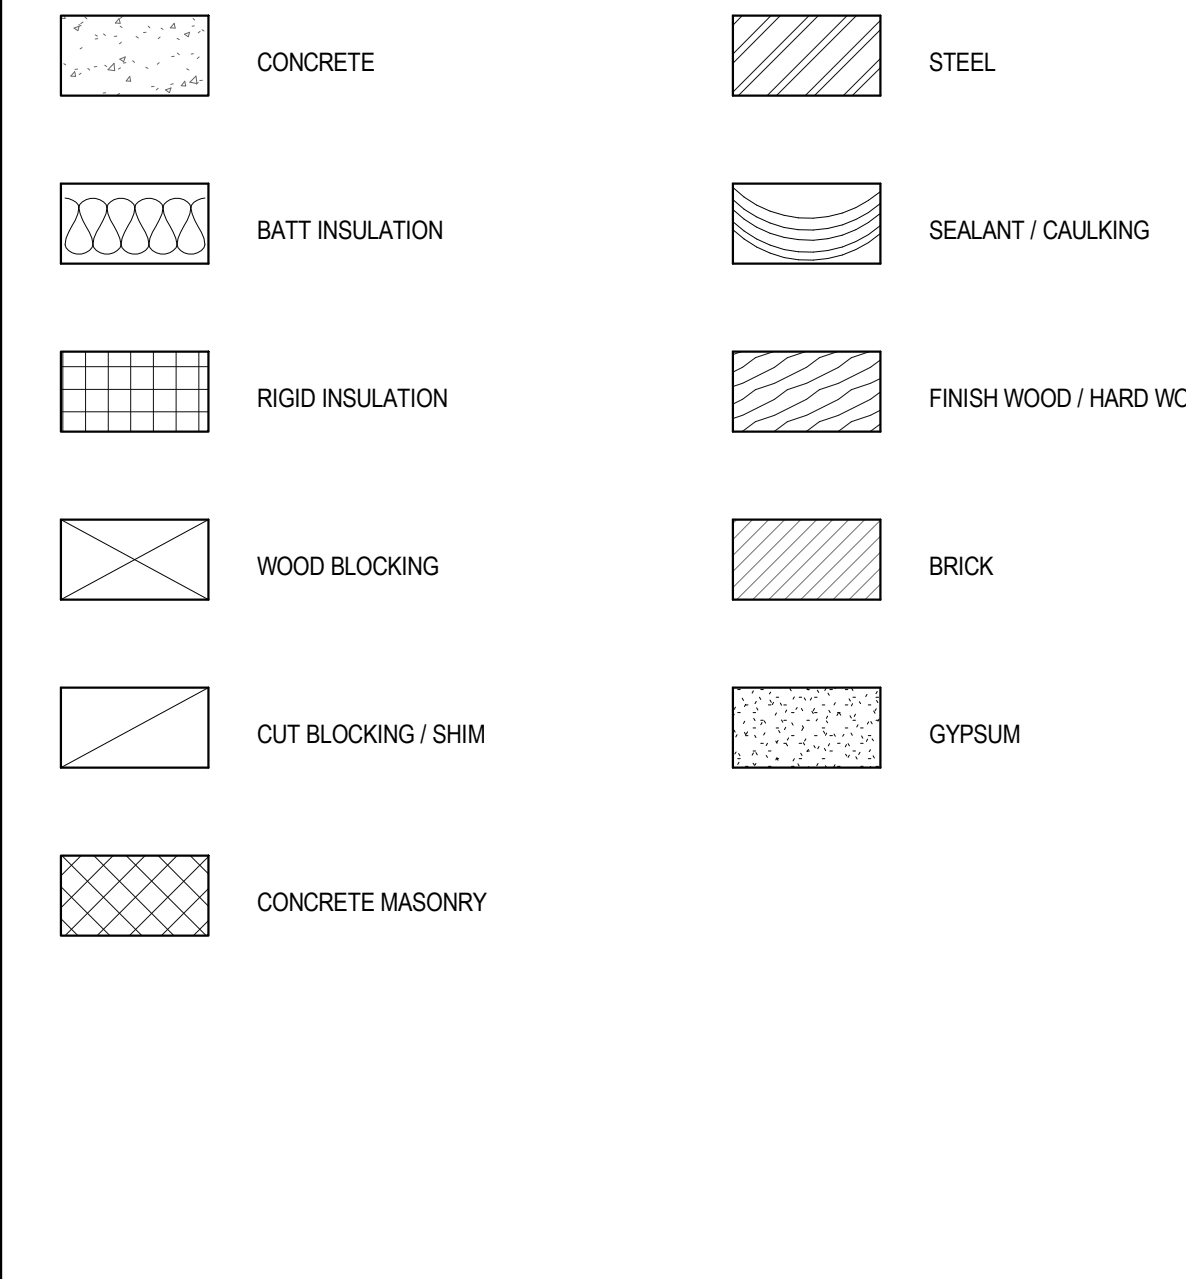 CONCRETE
STEEL
BATT INSULATION
SEALANT / CAULKING
RIGID INSULATION
FINISH WOOD / HARD WO
WOOD BLOCKING
BRICK
CUT BLOCKING / SHIM
GYPSUM
CONCRETE MASONRY